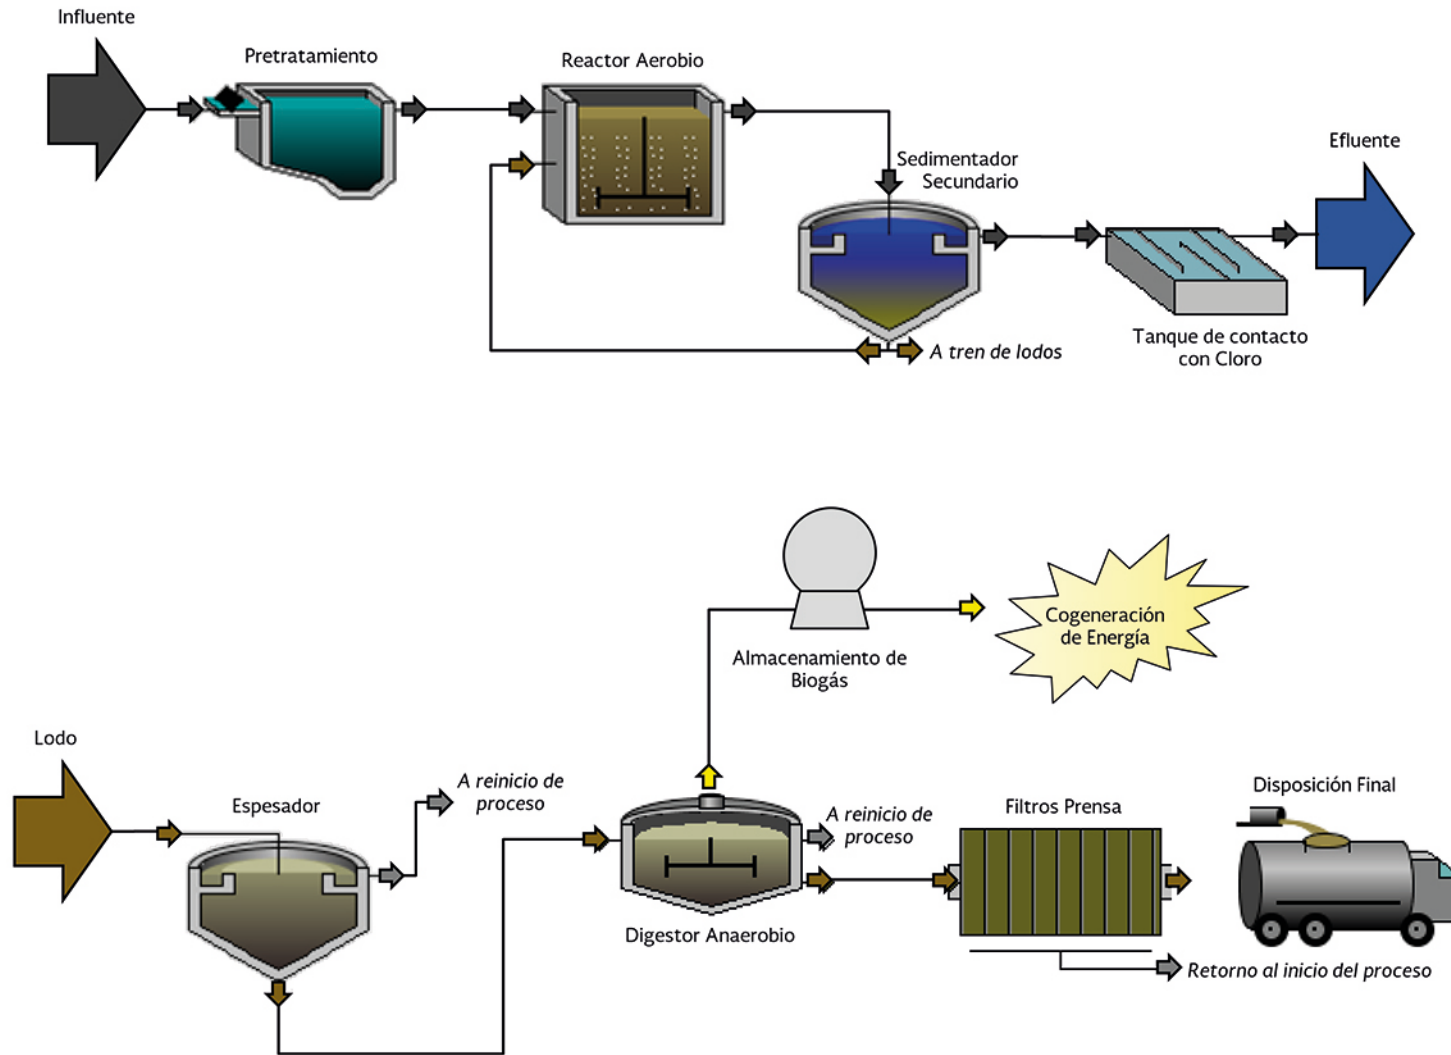 Influente
Pretratamiento
Reactor Aerobio
Sedimentador
Secundario
Efluente
A tren de lodos
Tanque de contacto
con Cloro
Cogeneración
de Energía
Almacenamiento de
Biogás
Lodo
Espesador
A reinicio de
proceso
A reinicio de
proceso
Filtros Prensa
Disposición Final
Digestor Anaerobio
Retorno al inicio del proceso